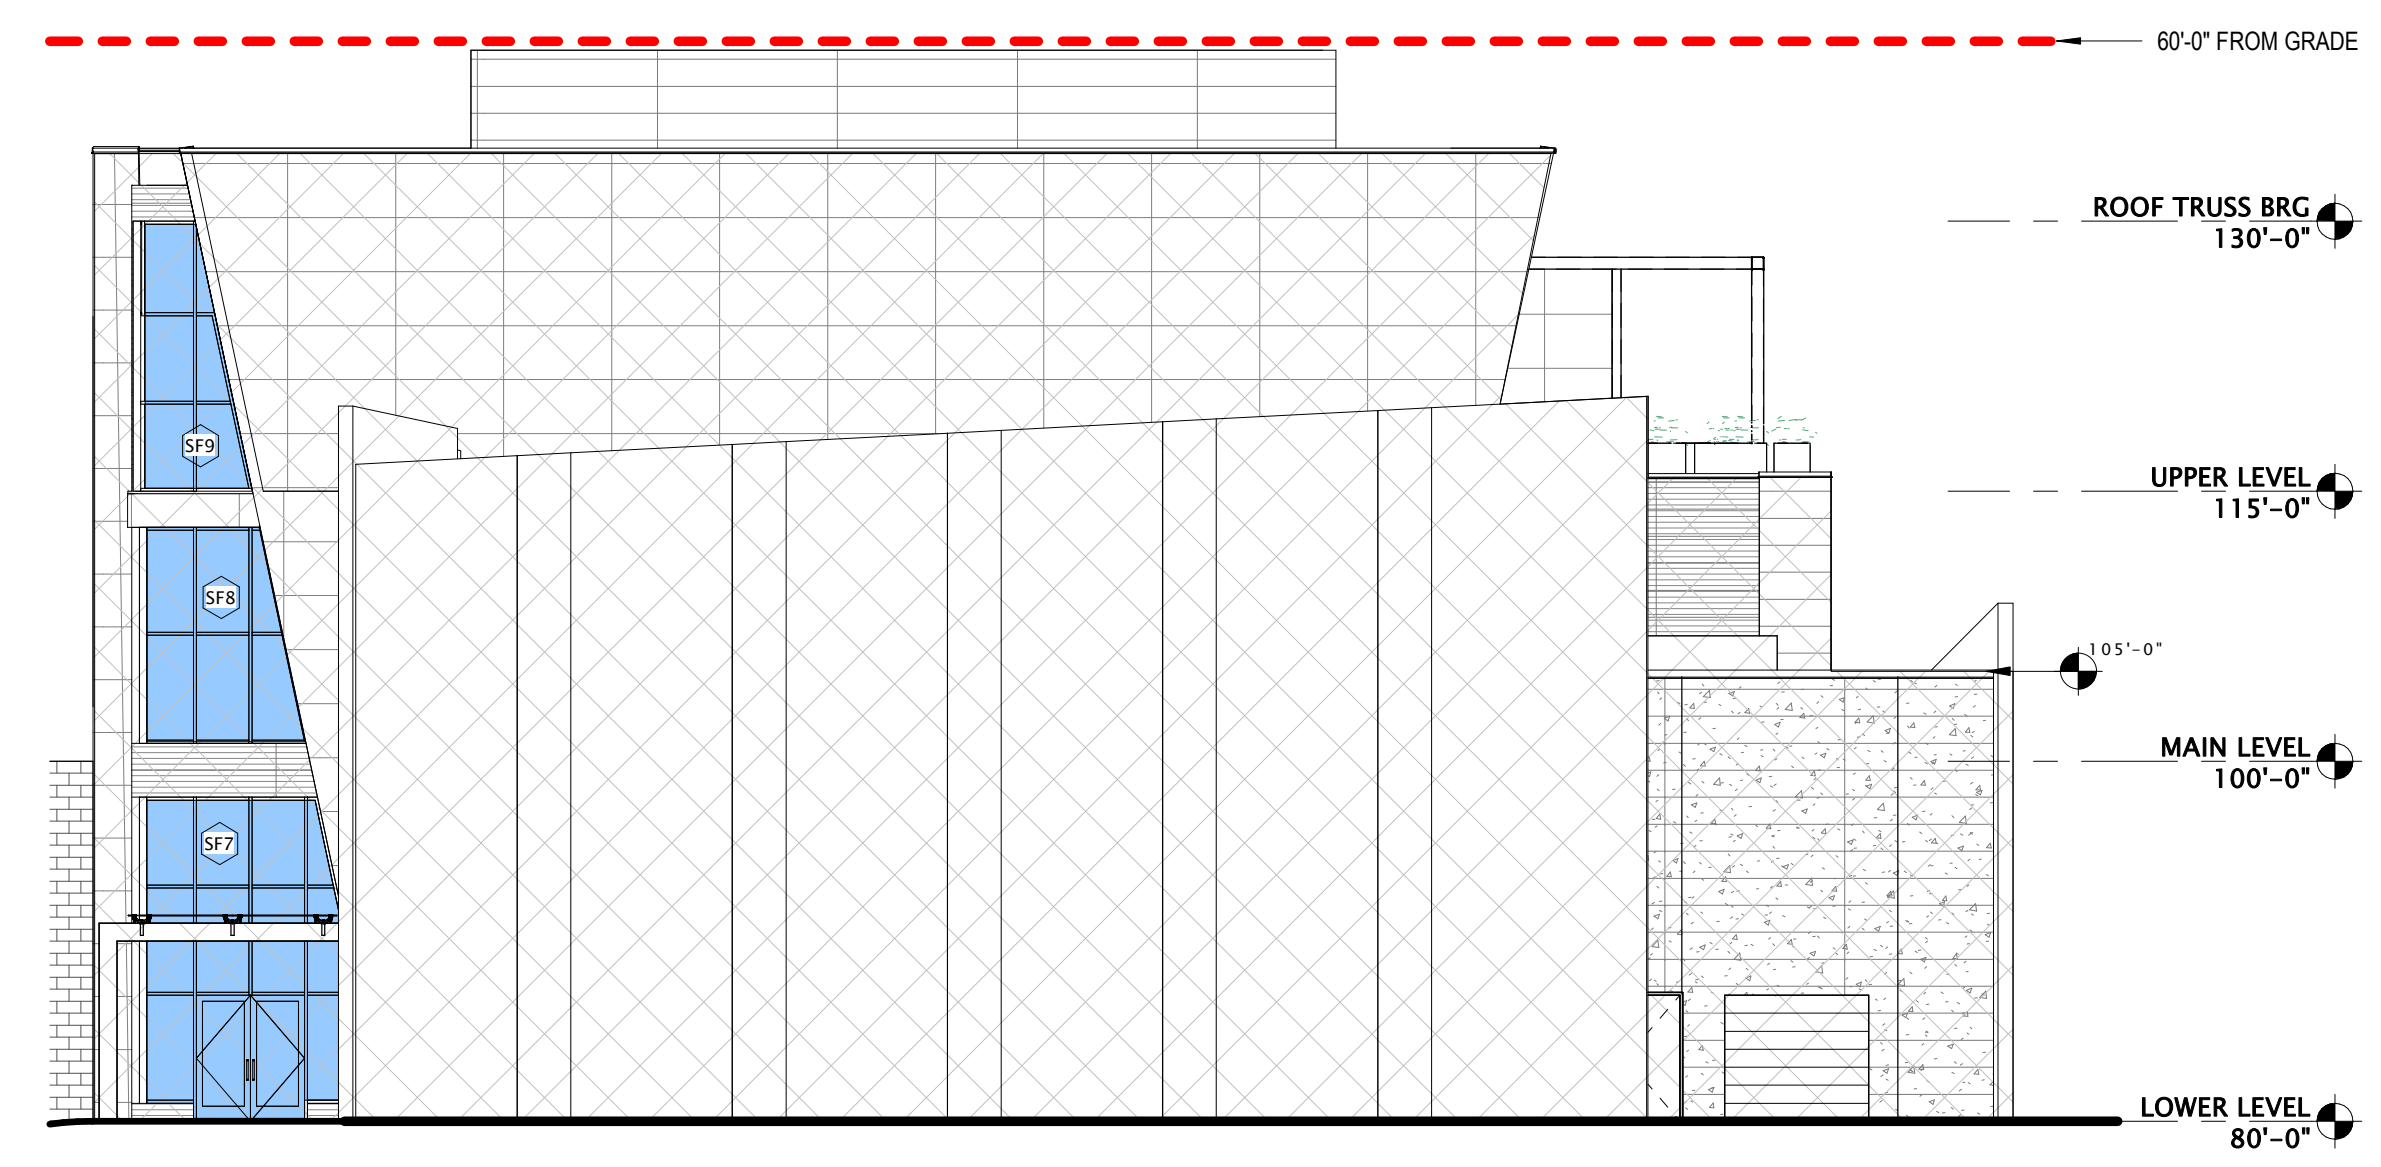 60'-0" FROM GRADE
ROOF TRUSS BRG
130'-0"
SF9
UPPER LEVEL
115'-0"
SF8
105'-0"
MAIN LEVEL
100'-0"
SF7
LOWER LEVEL
80'-0"